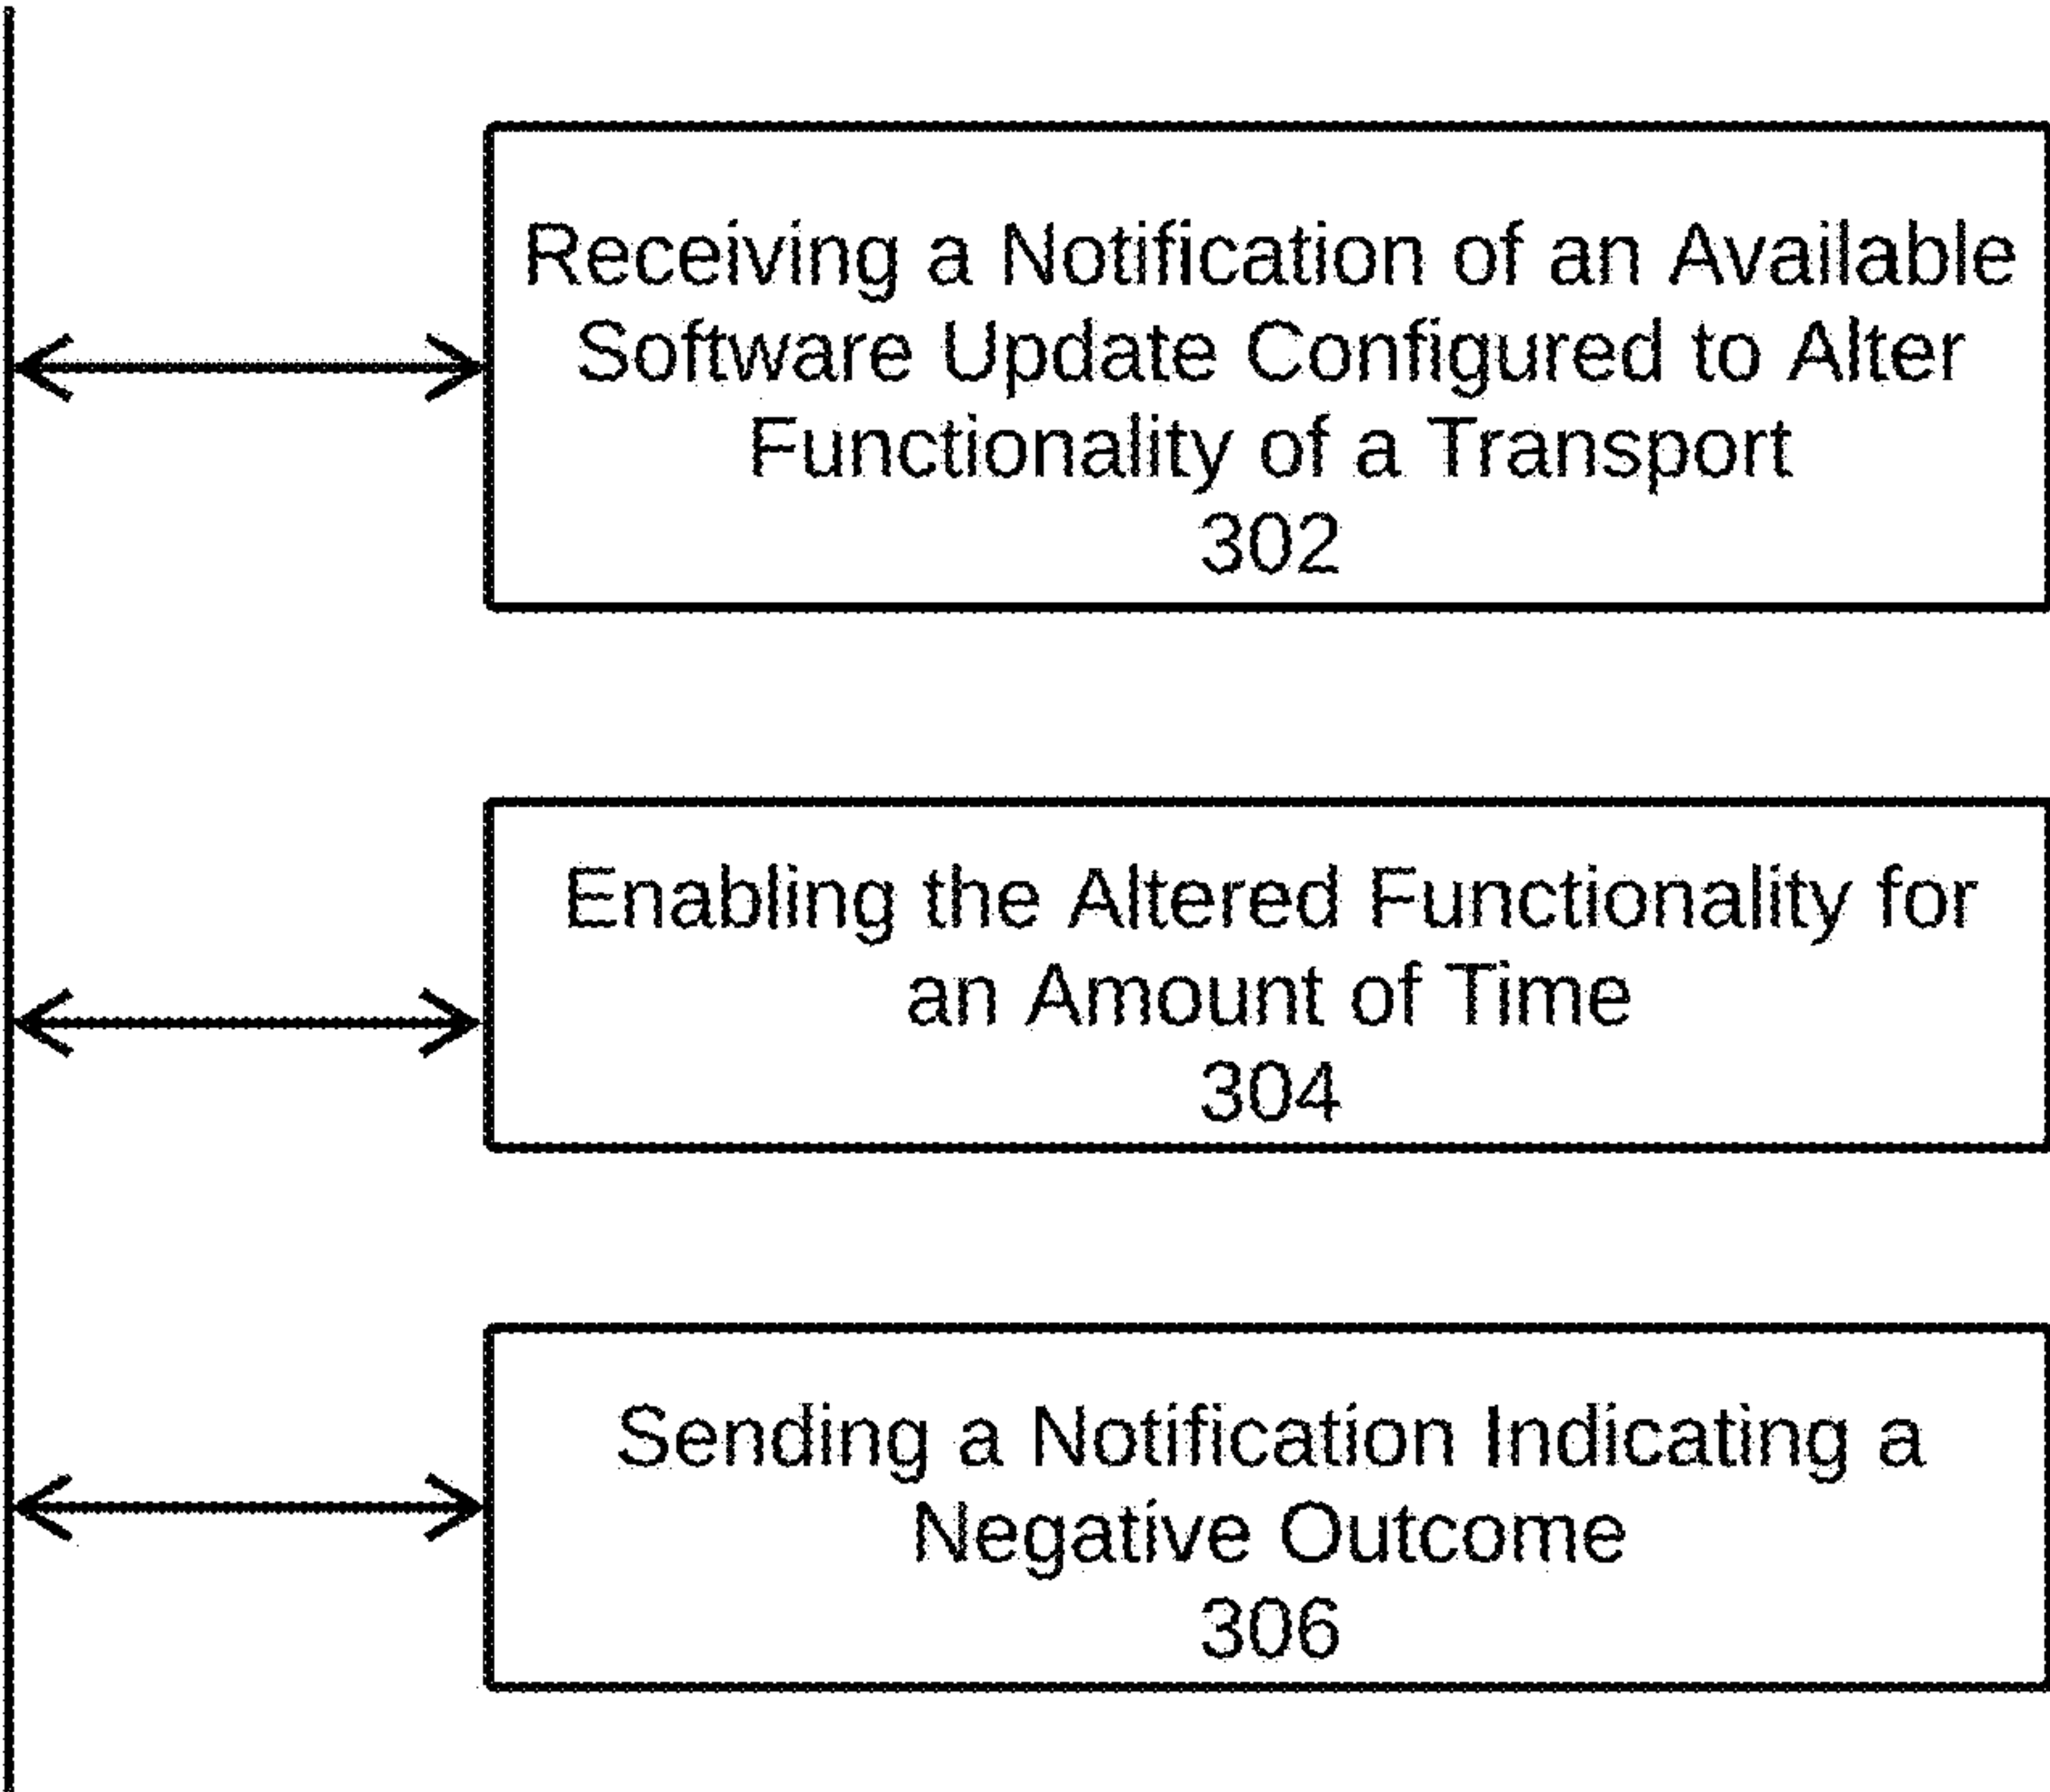 Receiving a Notification of an Available
Software Update Configured to Alter
Functionality of a Transport
302
Enabling the Altered Functionality for
an Amount of Time
304
Sending a Notification Indicating a
Negative Outcome
306